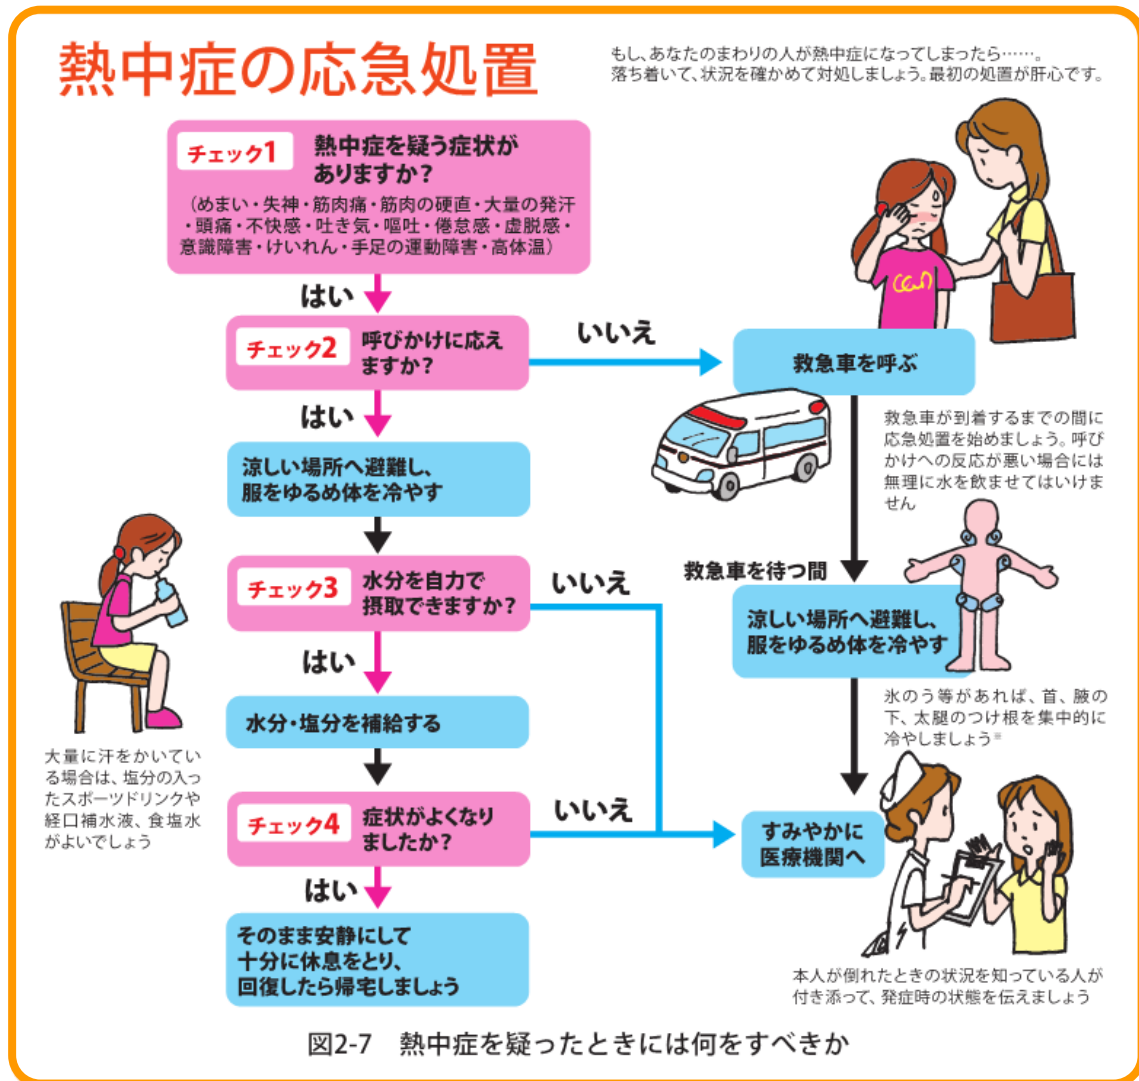 熱中症の応急処置
もし、あなたのまわりの人が熱中症になってしまったら……。
落ち着いて、状況を確かめて対処しましょう。最初の処置が肝心です。
チェック1
熱中症を疑う症状が
ありますか？
（めまい・失神・筋肉痛・筋肉の硬直・大量の発汗
・頭痛・不快感・吐き気・嘔吐・倦怠感・虚脱感・
意識障害・けいれん・手足の運動障害・高体温）
はい
チェック2
呼びかけに応え
ますか？
いいえ
救急車を呼ぶ
はい
救急車が到着するまでの間に
応急処置を始めましょう。呼び
かけへの反応が悪い場合には
無理に水を飲ませてはいけま
せん
涼しい場所へ避難し、
服をゆるめ体を冷やす
チェック3
水分を自力で
摂取できますか？
いいえ
救急車を待つ間
涼しい場所へ避難し、
服をゆるめ体を冷やす
はい
氷のう等があれば、首、腋の
下、太腿のつけ根を集中的に
冷やしましょう※
水分・塩分を補給する
大量に汗をかいてい
る場合は、塩分の入っ
たスポーツドリンクや
経口補水液、食塩水
がよいでしょう
チェック4
症状がよくなり
ましたか？
いいえ
すみやかに
医療機関へ
はい
そのまま安静にして
十分に休息をとり、
回復したら帰宅しましょう
本人が倒れたときの状況を知っている人が
付き添って、発症時の状態を伝えましょう
図2-7 熱中症を疑ったときには何をすべきか